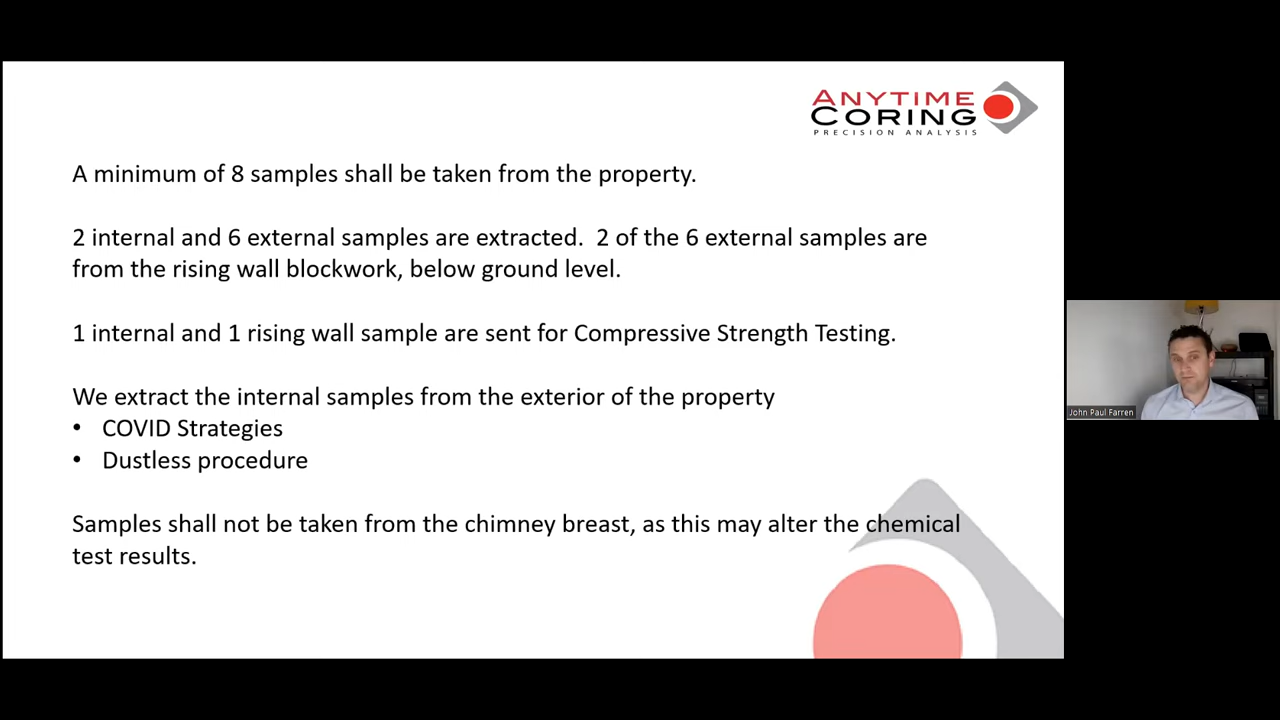 ANYTIME
CORING
PRECISION ANALYSIS
A minimum of 8 samples shall be taken from the property.
2 internal and 6 external samples are extracted.  2 of the 6 external samples are
from the rising wall blockwork, below ground level.
1 internal and 1 rising wall sample are sent for Compressive Strength Testing.
We extract the internal samples from the exterior of the property
• COVID Strategies
• Dustless procedure
Samples shall not be taken from the chimney breast, as this may alter the chemical
test results.
John Paul Farren